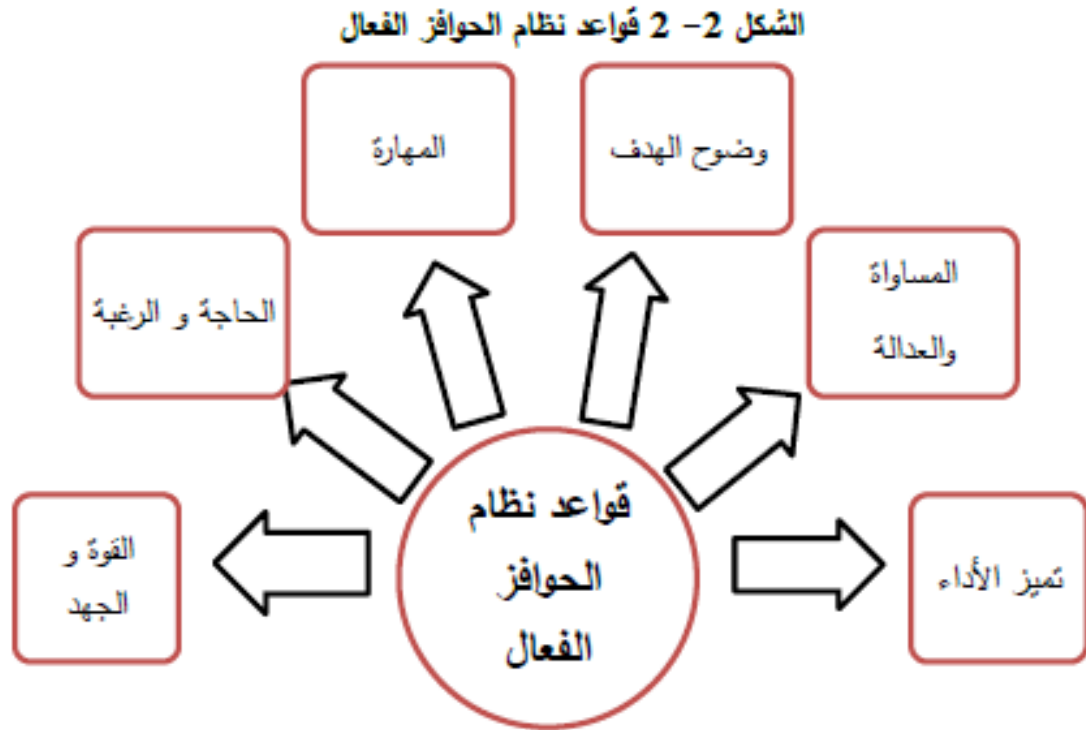 الشكل 2- 2 قواعد نظام الحوافز الفعال
وضوح الهدف
المهارة
المساواة
والعدالة
الحاجة و الرغبة
تميز الأداء
القوة و
الجهد
قواعد نظام
الحوافز
الفعال